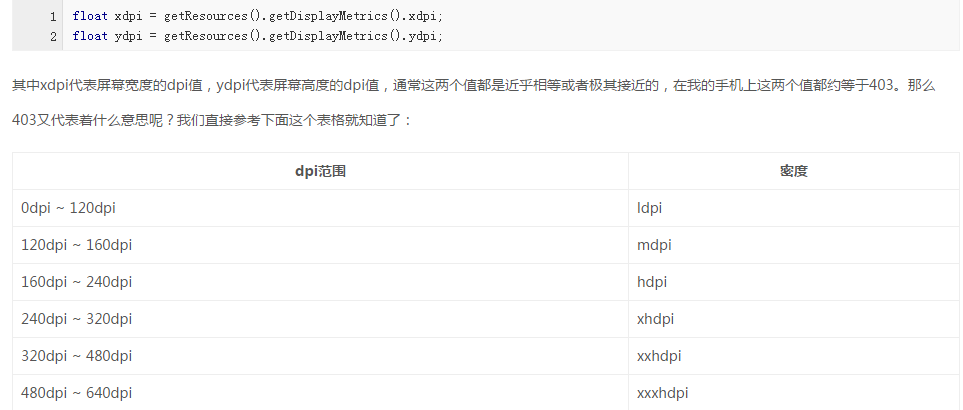 1 float xdpi = getResources().getDisplayMetrics().xdpi;
2 float ydpi = getResources().getDisplayMetrics().ydpi;
其中xdpi代表屏幕宽度的dpi值，ydpi代表屏幕高度的dpi值，通常这两个值都是近乎相等或者极其接近的，在我的手机上这两个值都约等于403。那么
403又代表着什么意思呢？我们直接参考下面这个表格就知道了：
dpi范围 密度
0dpi ~ 120dpi ldpi
120dpi ~ 160dpi mdpi
160dpi ~ 240dpi hdpi
240dpi ~ 320dpi xhdpi
320dpi ~ 480dpi xxhdpi
480dpi ~ 640dpi xxxhdpi